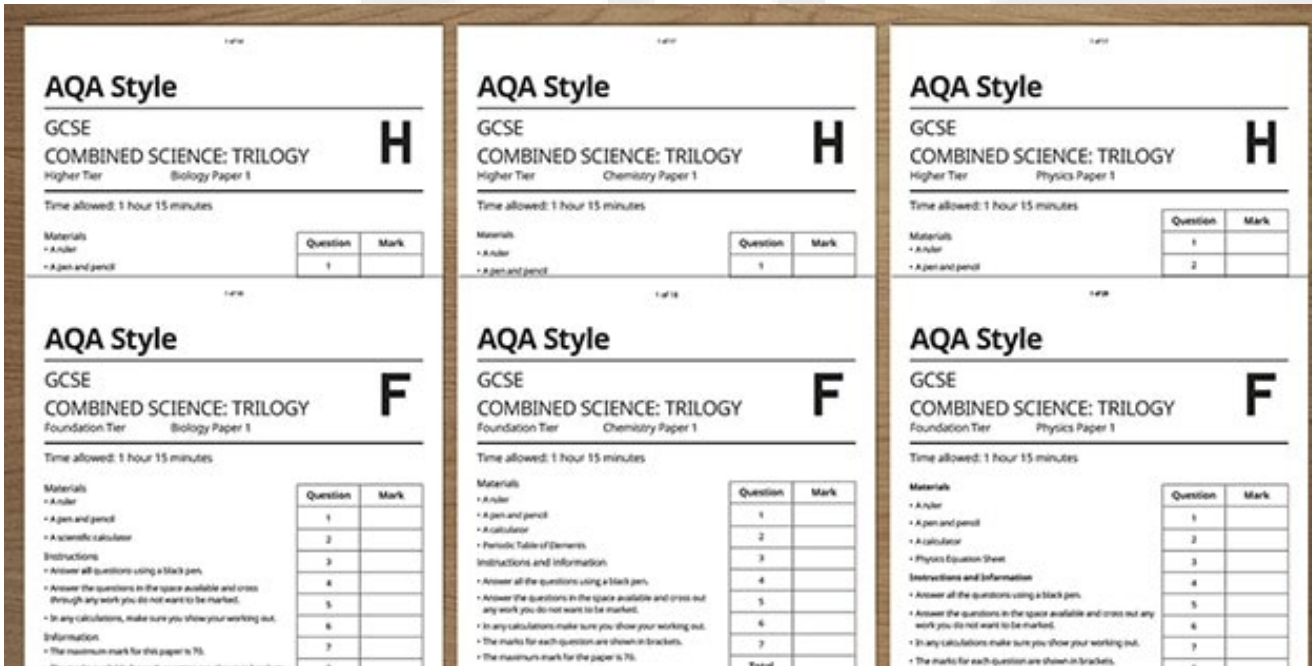 AQA Style
GCSE
H
COMBINED SCIENCE: TRILOGY
Higher Tier Biology Paper 1
Time allowed: 1 hour 15 minutes
Materials
• A ruler
• A pen and pencil
Question Mark
1
AQA Style
GCSE
H
COMBINED SCIENCE: TRILOGY
Higher Tier Chemistry Paper 1
Time allowed: 1 hour 15 minutes
Materials
• A ruler
• A pen and pencil
Question Mark
1
AQA Style
GCSE
H
COMBINED SCIENCE: TRILOGY
Higher Tier Physics Paper 1
Time allowed: 1 hour 15 minutes
Materials
• A ruler
• A pen and pencil
Question Mark
1
2
AQA Style
GCSE
F
COMBINED SCIENCE: TRILOGY
Foundation Tier Biology Paper 1
Time allowed: 1 hour 15 minutes
Materials
• A ruler
• A pen and pencil
• A scientific calculator
Instructions
• Answer all questions using a black pen.
• Answer the questions in the space available and cross
through any work you do not want to be marked.
• In any calculations, make sure you show your working out.
Information
• The maximum mark for this paper is 70.
Question Mark
1
2
3
4
5
6
7
1 of 18
AQA Style
GCSE
F
COMBINED SCIENCE: TRILOGY
Foundation Tier Chemistry Paper 1
Time allowed: 1 hour 15 minutes
Materials
• A ruler
• A pen and pencil
• A calculator
• Periodic Table of Elements
Instructions and Information
• Answer all the questions using a black pen.
• Answer the questions in the space available and cross out
any work you do not want to be marked.
• In any calculations make sure you show your working out.
• The marks for each question are shown in brackets.
• The maximum mark for the paper is 70.
Question Mark
1
2
3
4
5
6
7
Total
AQA Style
GCSE
F
COMBINED SCIENCE: TRILOGY
Foundation Tier Physics Paper 1
Time allowed: 1 hour 15 minutes
Materials
• A ruler
• A pen and pencil
• A calculator
• Physics Equation Sheet
Instructions and Information
• Answer all the questions using a black pen.
• Answer the questions in the space available and cross out any
work you do not want to be marked.
• In any calculations make sure you show your working out.
• The marks for each question are shown in brackets.
Question Mark
1
2
3
4
5
6
7